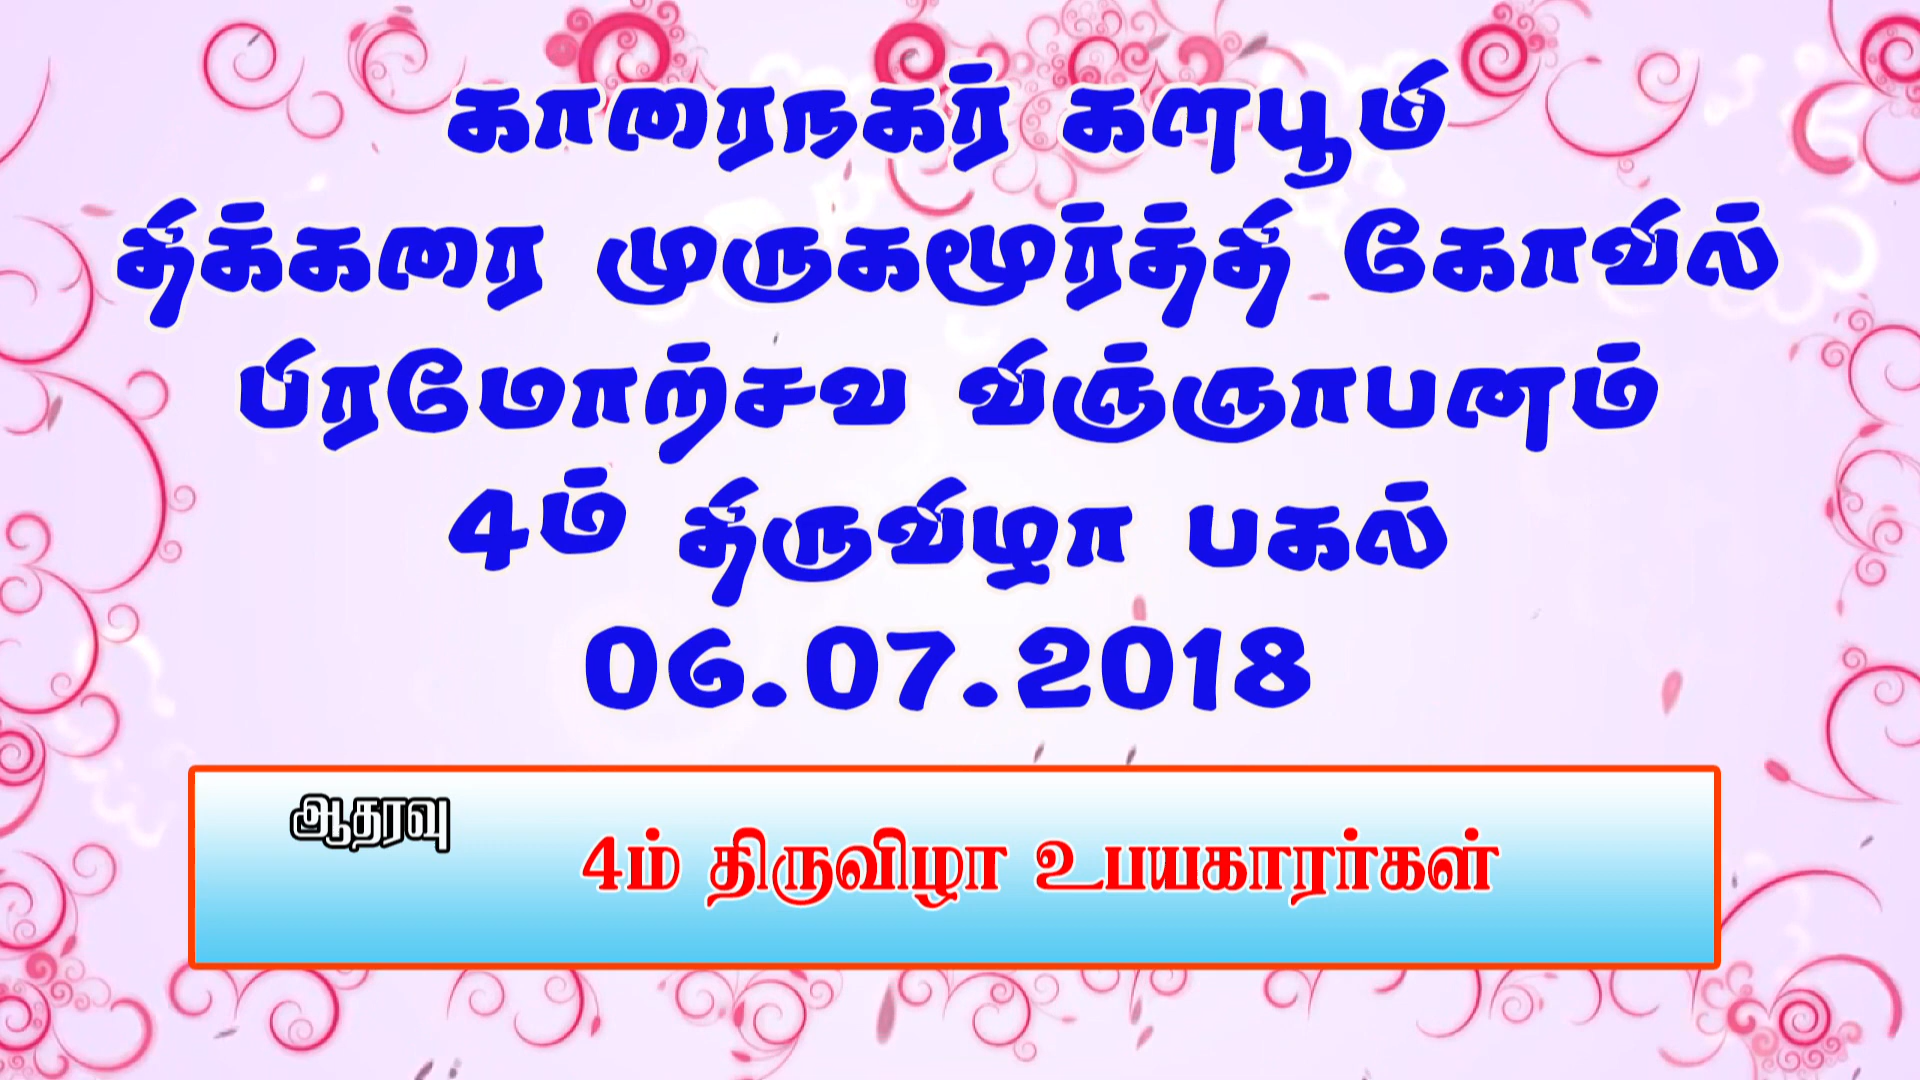 காரைநகர் களபூமி
திக்கரை முருகமூர்த்தி கோவில்
பிரமோற்சவ விஞ்ஞாபனம்
4ம் திருவிழா பகல்
06.07.2018
ஆதரவு
4ம் திருவிழா உபயகாரர்கள்